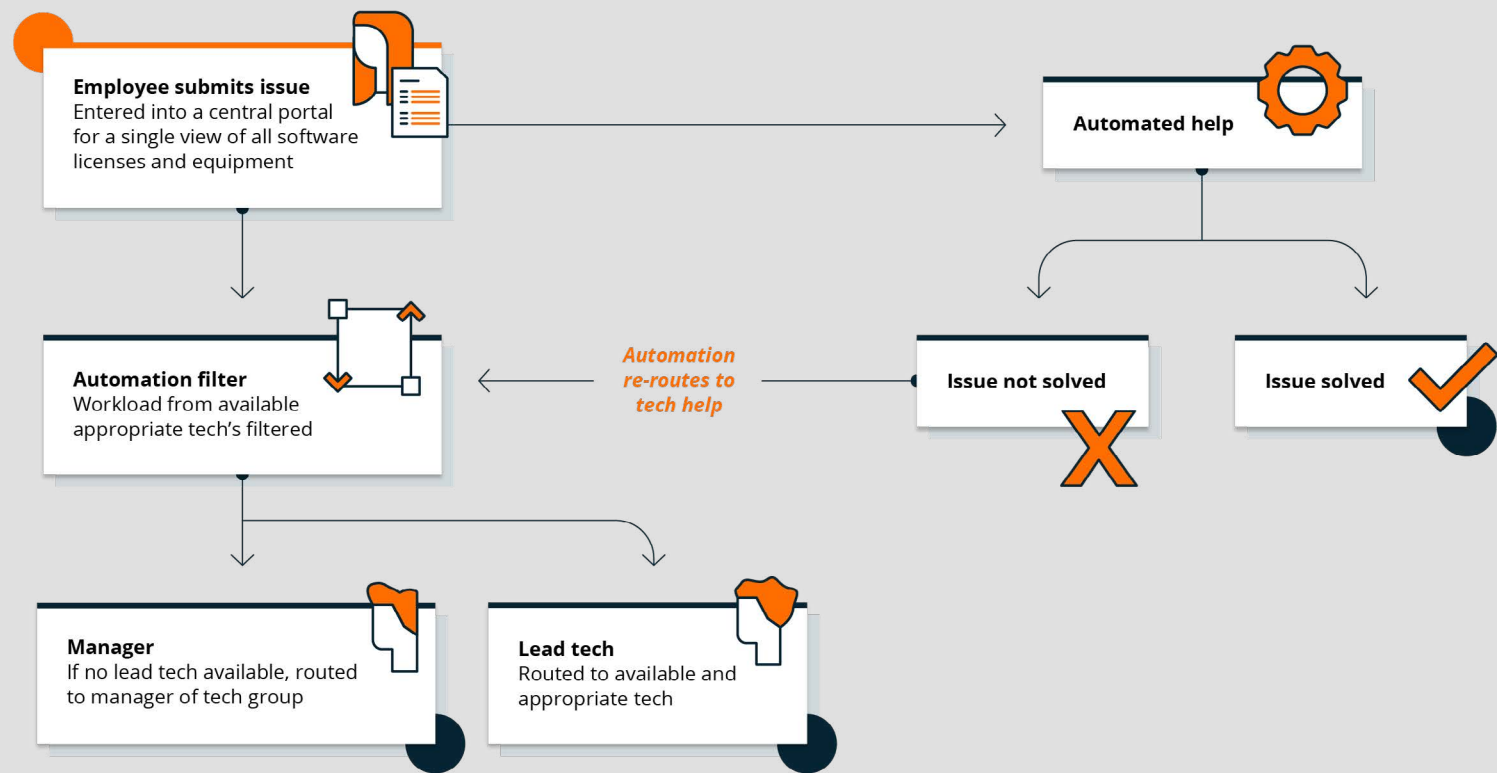 Employee submits issue
Entered into a central portal
for a single view of all software
licenses and equipment
Automated help
Automation filter
Workload from available
appropriate tech's filtered
Automation
re-routes to
tech help
Issue not solved
X
Issue solved
Manager
If no lead tech available, routed
to manager of tech group
Lead tech
Routed to available and
appropriate tech